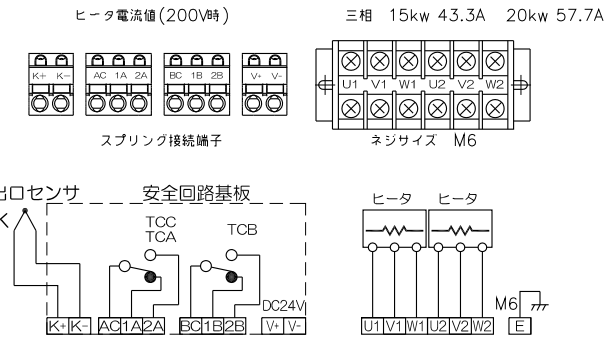 ヒータ電流値(200V時)
三相 15kw 43.3A 20kw 57.7A
K+ K-
AC 1A 2A
BC 1B 2B
V+ V-
U1 V1 W1 U2 V2 W2
スプリング接続端子
ネジサイズ M6
出口センサ
K
安全回路基板
TCC
TCA
TCB
DC24V
ヒータ
ヒータ
M6
K+ K-
AC 1A 2A
BC 1B 2B
V+ V-
U1 V1 W1 U2 V2 W2
E